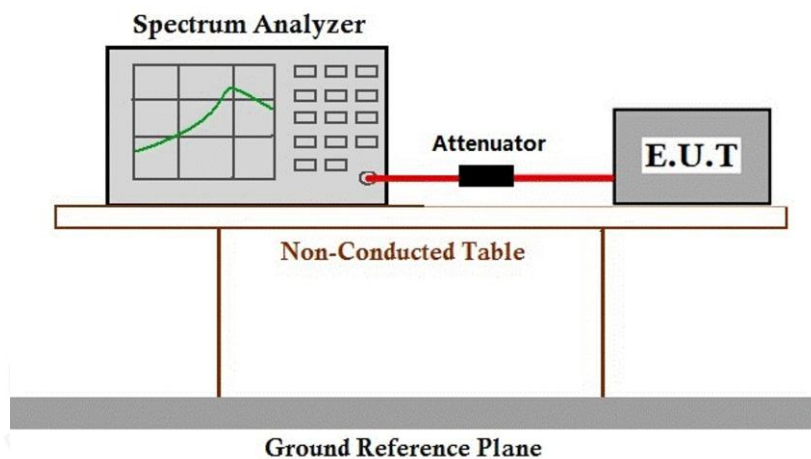 Spectrum Analyzer
Attenuator
E.U.T
Non-Conducted Table
Ground Reference Plane